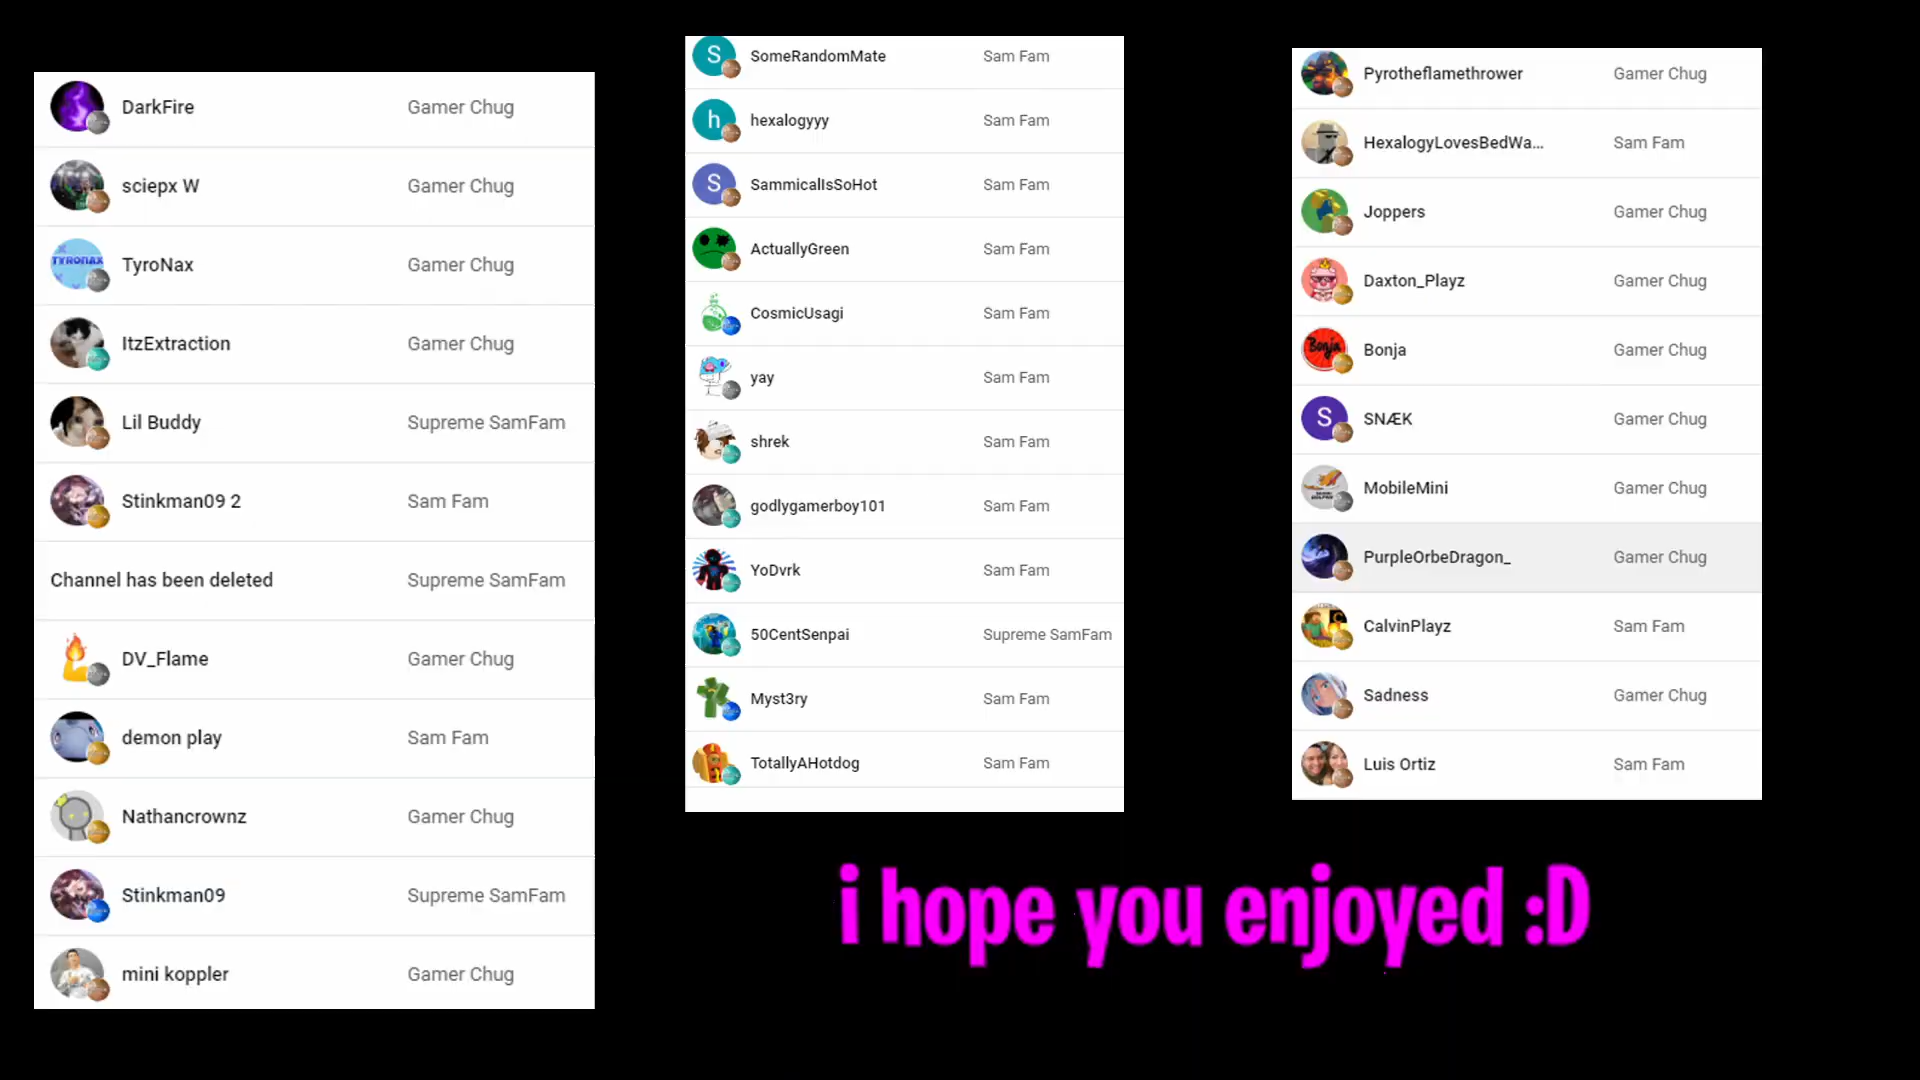 DarkFire Gamer Chug
sciepx W Gamer Chug
TYRONAX TyroNax Gamer Chug
ItzExtraction Gamer Chug
Lil Buddy Supreme SamFam
Stinkman09 2 Sam Fam
Channel has been deleted Supreme SamFam
DV_Flame Gamer Chug
demon play Sam Fam
Nathancrownz Gamer Chug
Stinkman09 Supreme SamFam
mini koppler Gamer Chug
S SomeRandomMate Sam Fam
h hexalogyyy Sam Fam
S SammicalIsSoHot Sam Fam
ActuallyGreen Sam Fam
CosmicUsagi Sam Fam
yay Sam Fam
shrek Sam Fam
godlygamerboy101 Sam Fam
YoDvrk Sam Fam
50CentSenpai Supreme SamFam
Myst3ry Sam Fam
TotallyAHotdog Sam Fam
Pyrotheflamethrower Gamer Chug
HexalogyLovesBedWa... Sam Fam
Joppers Gamer Chug
Daxton_Playz Gamer Chug
Bonja Bonja Gamer Chug
S SNÆK Gamer Chug
MobileMini Gamer Chug
PurpleOrbeDragon_ Gamer Chug
C CalvinPlayz Sam Fam
Sadness Gamer Chug
Luis Ortiz Sam Fam
i hope you enjoyed :D